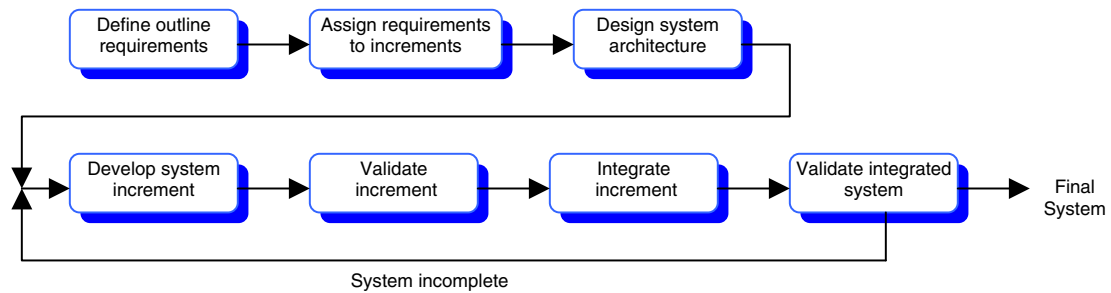 Define outline
requirements
Assign requirements
to increments
Design system
architecture
Develop system
increment
Validate
increment
Integrate
increment
Validate integrated
system
Final
System
System incomplete